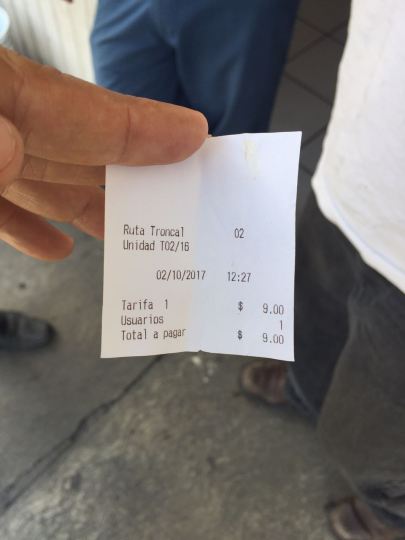 Ruta Troncal 02
Unidad T02/16
02/10/2017 12:27
Tarifa 1 $ 9.00
Usuarios 1
Total a pagar $ 9.00